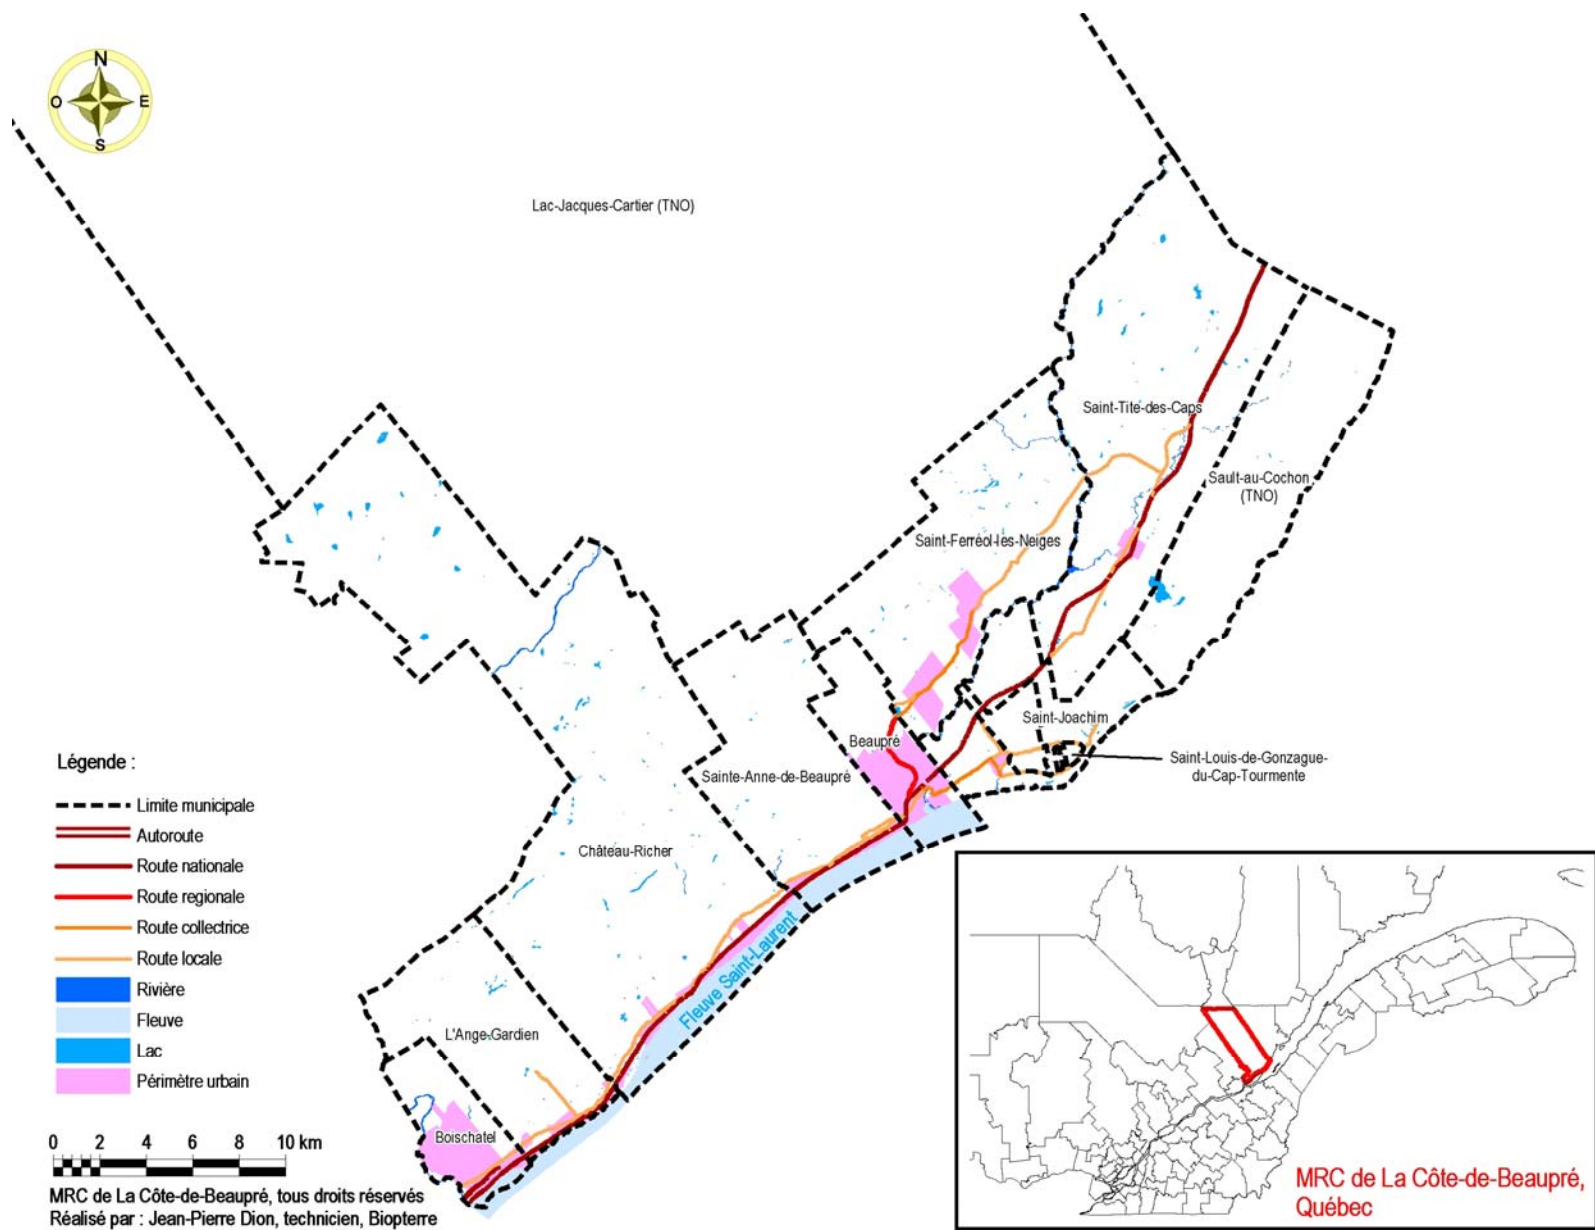 N
O
E
S
Lac-Jacques-Cartier (TNO)
Saint-Tite-des-Caps
Sault-au-Cochon
(TNO)
Saint-Ferréol-les-Neiges
Saint-Joachim
Beaupré
Saint-Louis-de-Gonzague-
du-Cap-Tourmente
Sainte-Anne-de-Beaupré
Château-Richer
Fleuve Saint-Laurent
L'Ange-Gardien
Boischatel
Légende :
Limite municipale
Autoroute
Route nationale
Route regionale
Route collectrice
Route locale
Rivière
Fleuve
Lac
Périmètre urbain
0 2 4 6 8 10 km
MRC de La Côte-de-Beaupré, tous droits réservés
Réalisé par : Jean-Pierre Dion, technicien, Biopterre
MRC de La Côte-de-Beaupré,
Québec